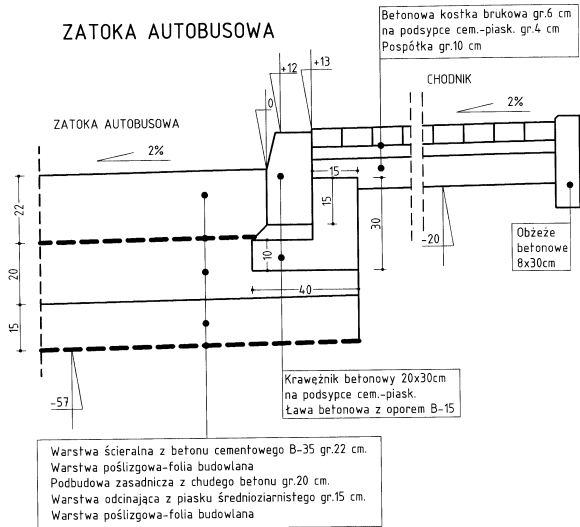 ZATOKA AUTOBUSOWA
Betonowa kostka brukowa gr.6 cm
na podsypce cem.-piask. gr.4 cm
Pospółka gr.10 cm
+12
+13
CHODNIK
0
2%
ZATOKA AUTOBUSOWA
2%
15
22
15
30
-20
Obżeże
betonowe
8x30cm
20
10
40
15
-57
Krawężnik betonowy 20x30cm
na podsypce cem.-piask.
Ława betonowa z oporem B-15
Warstwa ścieralna z betonu cementowego B-35 gr.22 cm.
Warstwa poślizgowa-folia budowlana
Podbudowa zasadnicza z chudego betonu gr.20 cm.
Warstwa odcinająca z piasku średnioziarnistego gr.15 cm.
Warstwa poślizgowa-folia budowlana